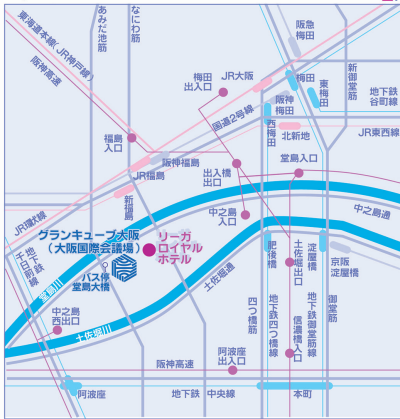 東海道本線(JR神戸線)
阪神高速
あみだ池筋
なにわ筋
阪急
梅田
新御堂筋
梅田
出入口
JR大阪
梅田
東梅田
地下鉄
谷町線
国道2号線
阪神
梅田
西梅田
北新地
JR東西線
福島
入口
阪神福島
JR福島
新福島
出入橋
出口
堂島入口
中之島
入口
中之島通
JR環状線
地下鉄
千日前線
グランキューブ大阪
(大阪国際会議場)
リーガ
ロイヤル
ホテル
バス停
堂島大橋
堂島川
土佐堀川
土佐堀通
肥後橋
土佐堀出口
淀屋橋
京阪
淀屋橋
中之島
西出口
四つ橋筋
地下鉄四つ橋線
信濃橋入口
地下鉄御堂筋線
御堂筋
阪神高速
阿波座
出入口
阿波座
地下鉄 中央線
本町